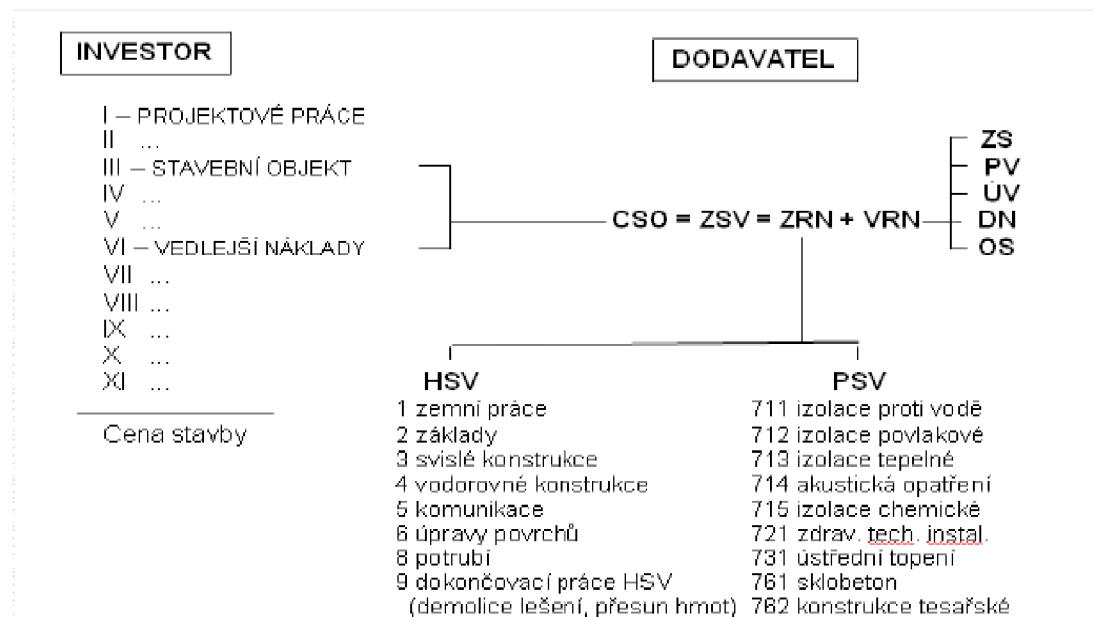 INVESTOR
DODAVATEL
I – PROJEKTOVÉ PRÁCE
II ...
III – STAVEBNÍ OBJEKT
IV ...
V ...
VI – VEDLEJŠÍ NÁKLADY
VII ...
VIII ...
IX ...
X ...
XI ...
Cena stavby
CSO = ZSV = ZRN + VRN
ZS
PV
ÚV
DN
OS
HSV
1 zemní práce
2 základy
3 svislé konstrukce
4 vodorovné konstrukce
5 komunikace
6 úpravy povrchů
8 potrubí
9 dokončovací práce HSV
(demolice lešení, přesun hmot)
PSV
711 izolace proti vodě
712 izolace povlakové
713 izolace tepelné
714 akustická opatření
715 izolace chemické
721 zdrav. tech. instal.
731 ústřední topení
761 sklobeton
762 konstrukce tesařské